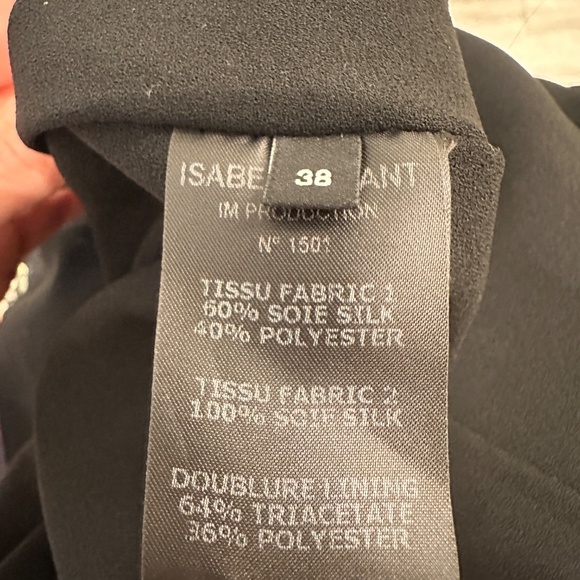 ISABE ANT
38
IM PRODUCTION
N° 1501
TISSU FABRIC 1
60% SOIE SILK
40% POLYESTER
TISSU FABRIC 2
100% SOIE SILK
DOUBLURE LINING
64% TRIACETATE
36% POLYESTER